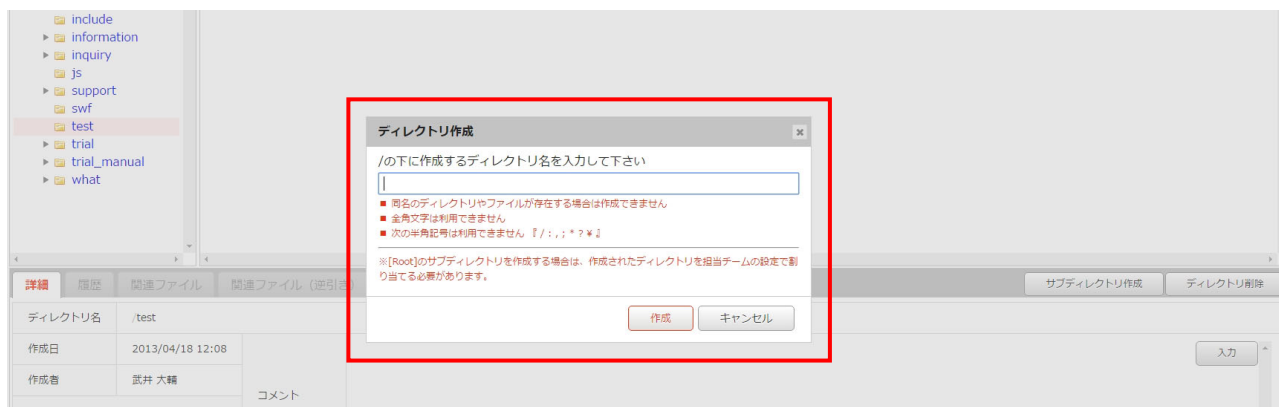 include
information
inquiry
js
support
swf
test
trial
trial_manual
what
ディレクトリ作成
/の下に作成するディレクトリ名を入力して下さい
同名のディレクトリやファイルが存在する場合は作成できません
全角文字は利用できません
次の半角記号は利用できません『 / : , ; * ? ¥ 』
※[Root]のサブディレクトリを作成する場合は、作成されたディレクトリを担当チームの設定で割
り当てる必要があります。
作成 キャンセル
詳細 履歴 関連ファイル 関連ファイル (逆引き) サブディレクトリ作成 ディレクトリ削除
ディレクトリ名 /test
作成日 2013/04/18 12:08 入力
作成者 武井 大輔
コメント